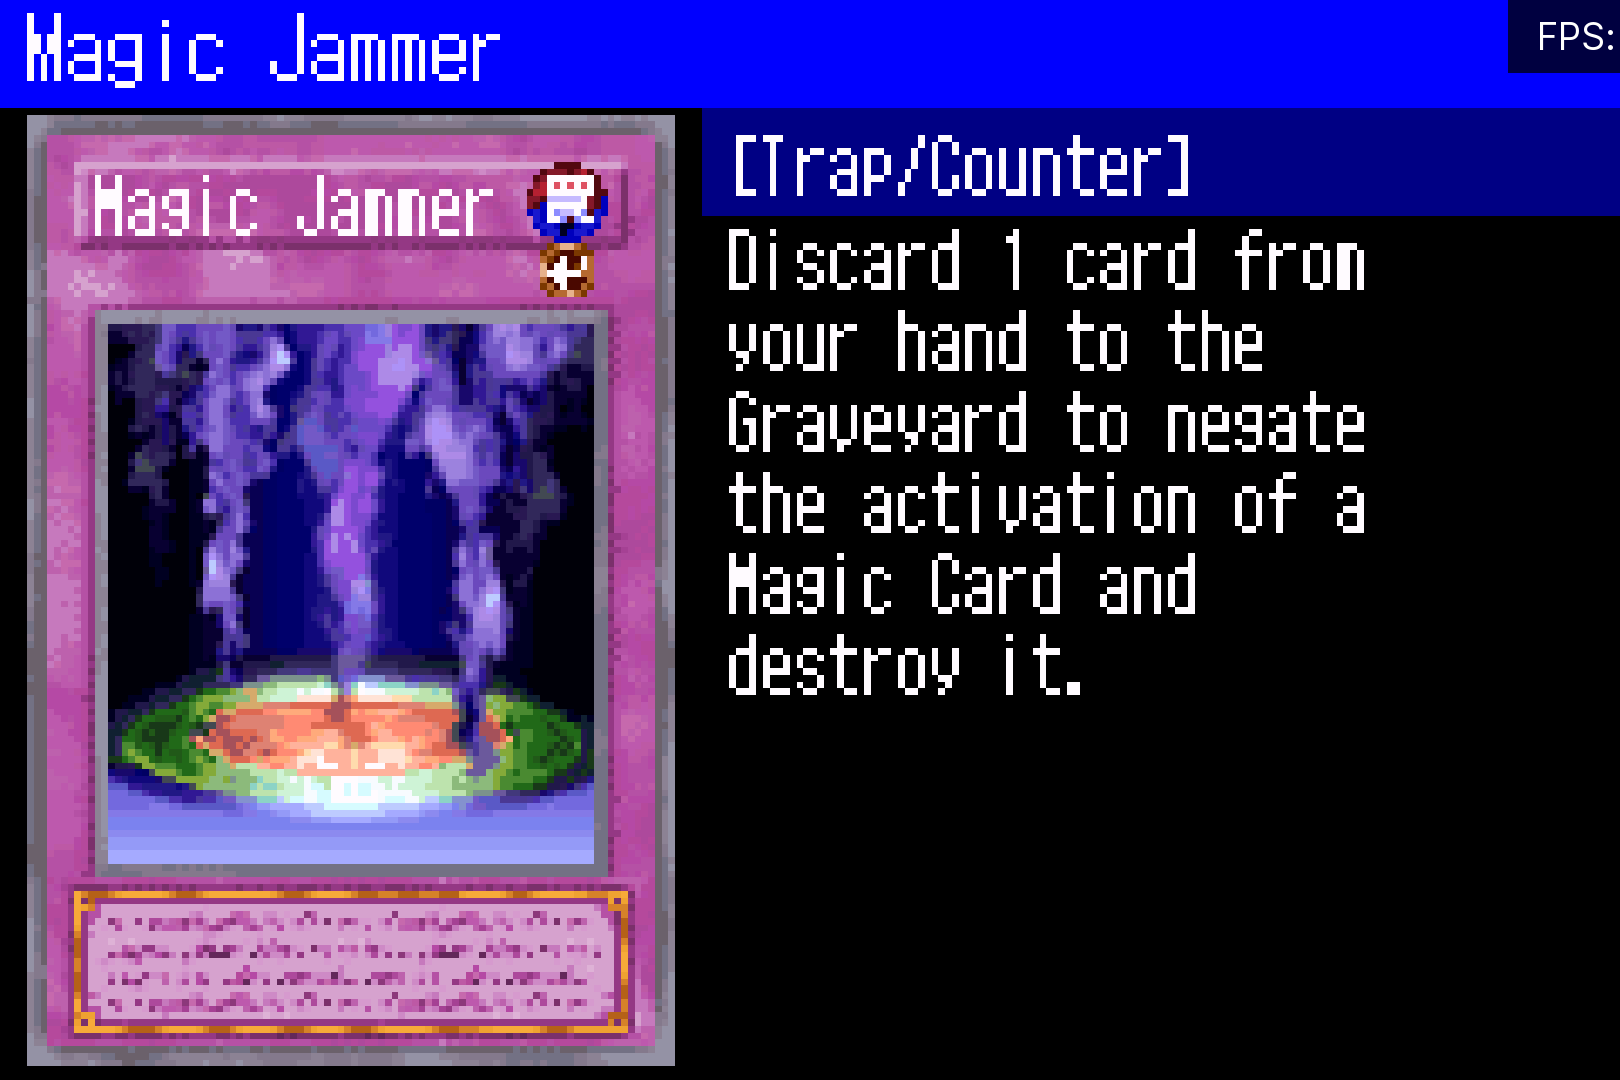 Magic Jammer
FPS:
Magic Jammer
[Trap/Counter]
Discard 1 card from
your hand to the
Graveyard to negate
the activation of a
Magic Card and
destroy it.